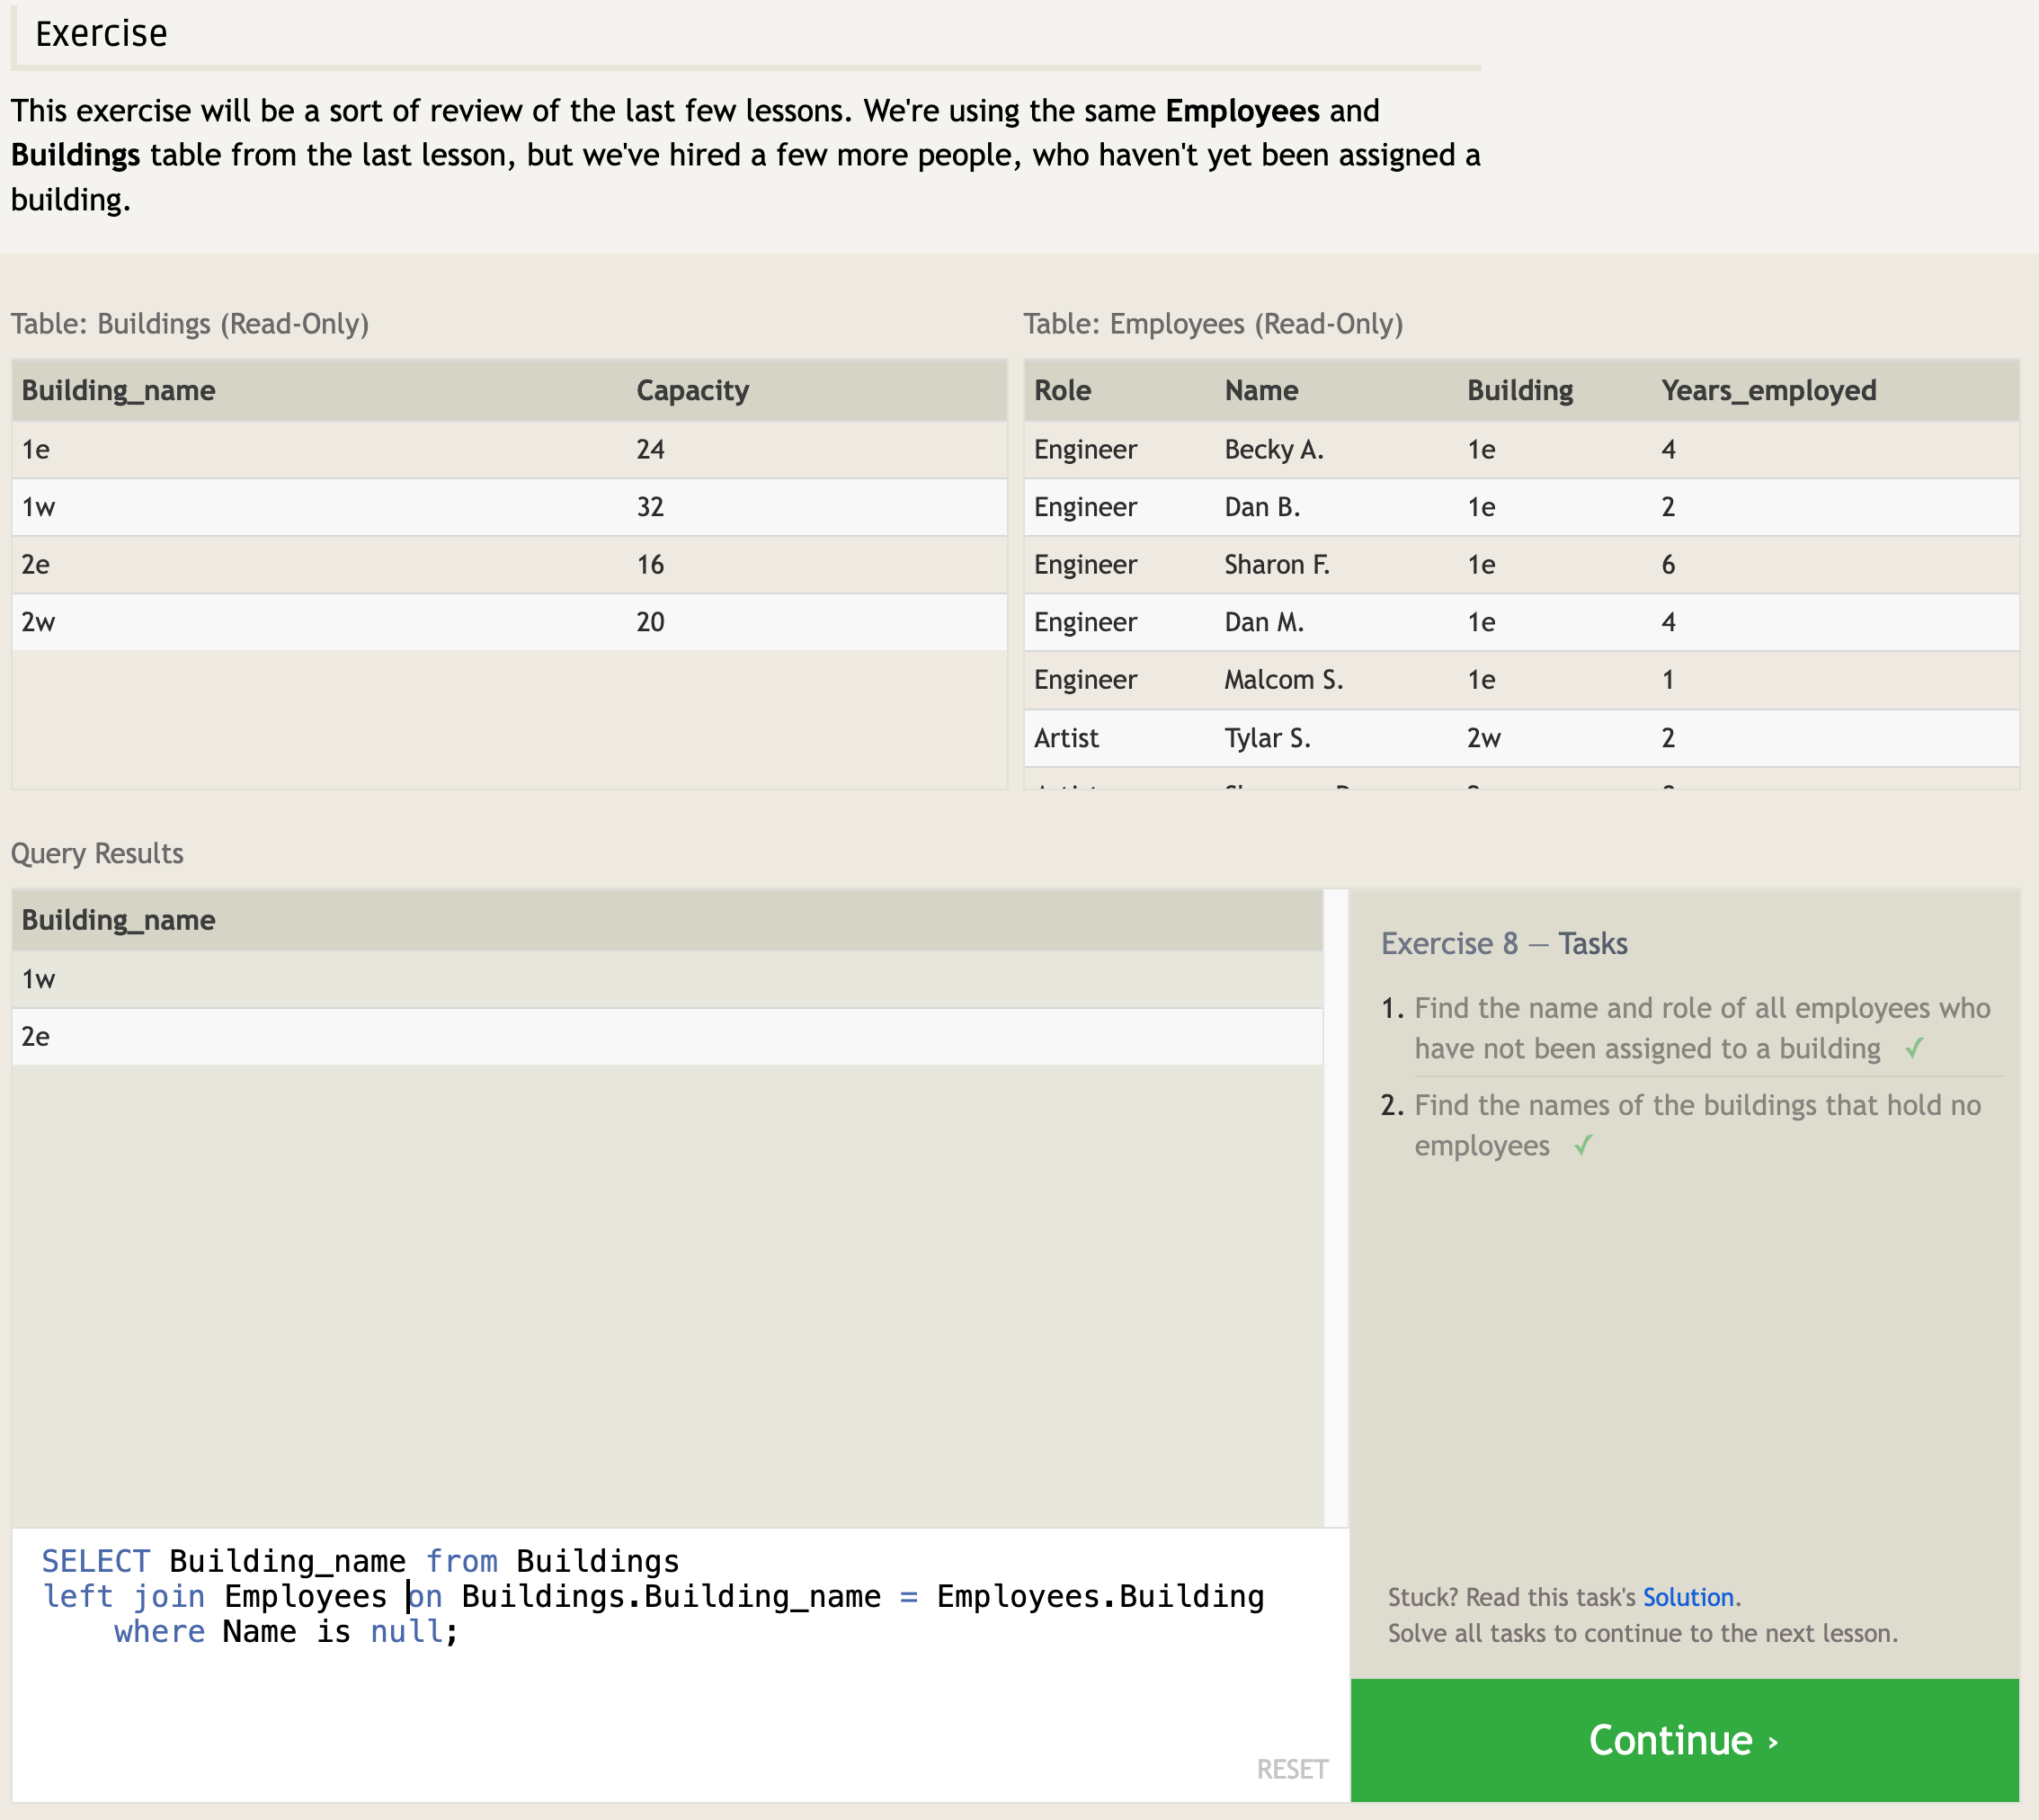 Exercise
This exercise will be a sort of review of the last few lessons. We're using the same Employees and
Buildings table from the last lesson, but we've hired a few more people, who haven't yet been assigned a
building.
Table: Buildings (Read-Only)
Building_name Capacity
1e 24
1w 32
2e 16
2w 20
Table: Employees (Read-Only)
Role Name Building Years_employed
Engineer Becky A. 1e 4
Engineer Dan B. 1e 2
Engineer Sharon F. 1e 6
Engineer Dan M. 1e 4
Engineer Malcom S. 1e 1
Artist Tylar S. 2w 2
Query Results
Building_name
1w
2e
Exercise 8 — Tasks
1. Find the name and role of all employees who
have not been assigned to a building ✓
2. Find the names of the buildings that hold no
employees ✓
SELECT Building_name from Buildings
left join Employees on Buildings.Building_name = Employees.Building
where Name is null;
RESET
Stuck? Read this task's Solution.
Solve all tasks to continue to the next lesson.
Continue ›